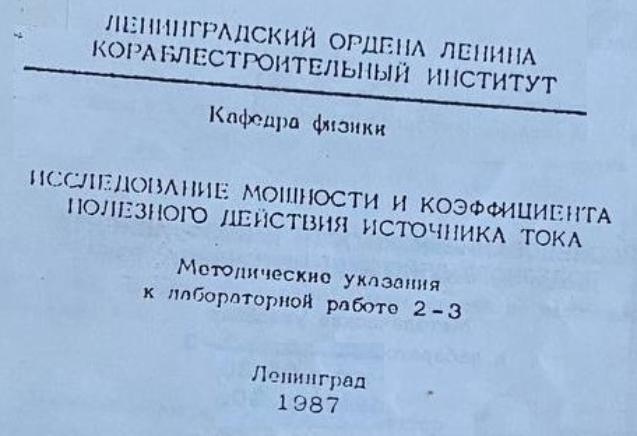 ЛЕНИНГРАДСКИЙ ОРДЕНА ЛЕНИНА
КОРАБЛЕСТРОИТЕЛЬНЫЙ ИНСТИТУТ
Кафедра физики
ИССЛЕДОВАНИЕ МОЩНОСТИ И КОЭФФИЦИЕНТА
ПОЛЕЗНОГО ДЕЙСТВИЯ ИСТОЧНИКА ТОКА
Методические указания
к лабораторной работе 2-3
Ленинград
1987